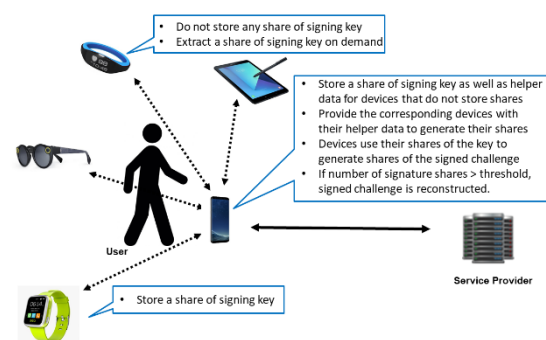 • Do not store any share of signing key
• Extract a share of signing key on demand
• Store a share of signing key as well as helper
data for devices that do not store shares
• Provide the corresponding devices with
their helper data to generate their shares
• Devices use their shares of the key to
generate shares of the signed challenge
• If number of signature shares > threshold,
signed challenge is reconstructed.
User
Service Provider
• Store a share of signing key